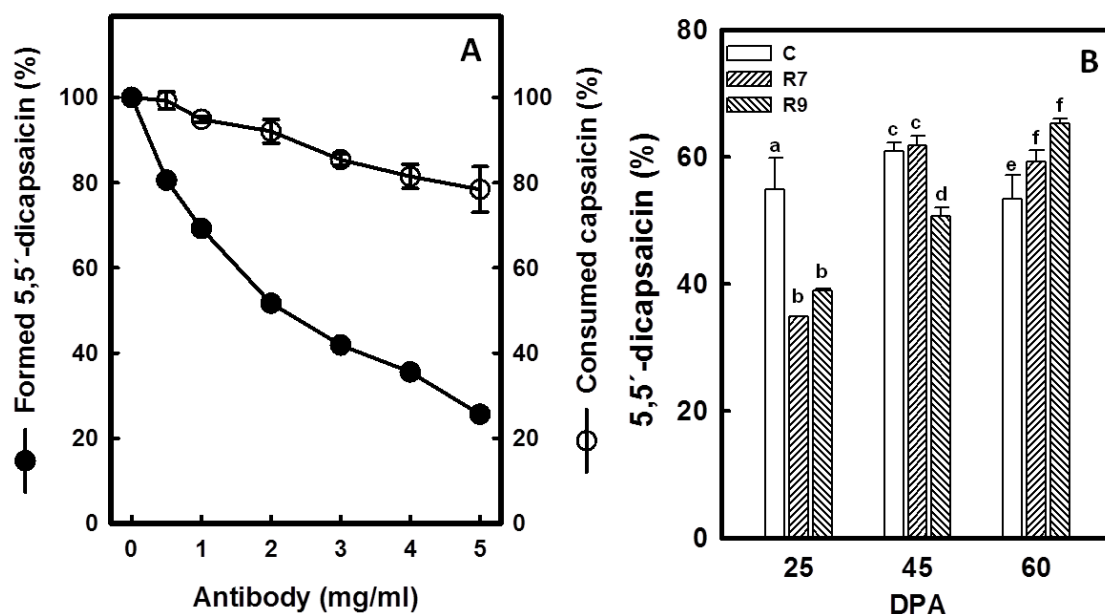 A
Formed 5,5´-dicapsaicin (%)
100
80
60
40
20
0
0 1 2 3 4 5
Antibody (mg/ml)
100
80
60
40
20
0
Consumed capsaicin (%)
B
C
R7
R9
5,5´-dicapsaicin (%)
80
60
40
20
0
a
b
b
c
c
d
e
f
f
25 45 60
DPA